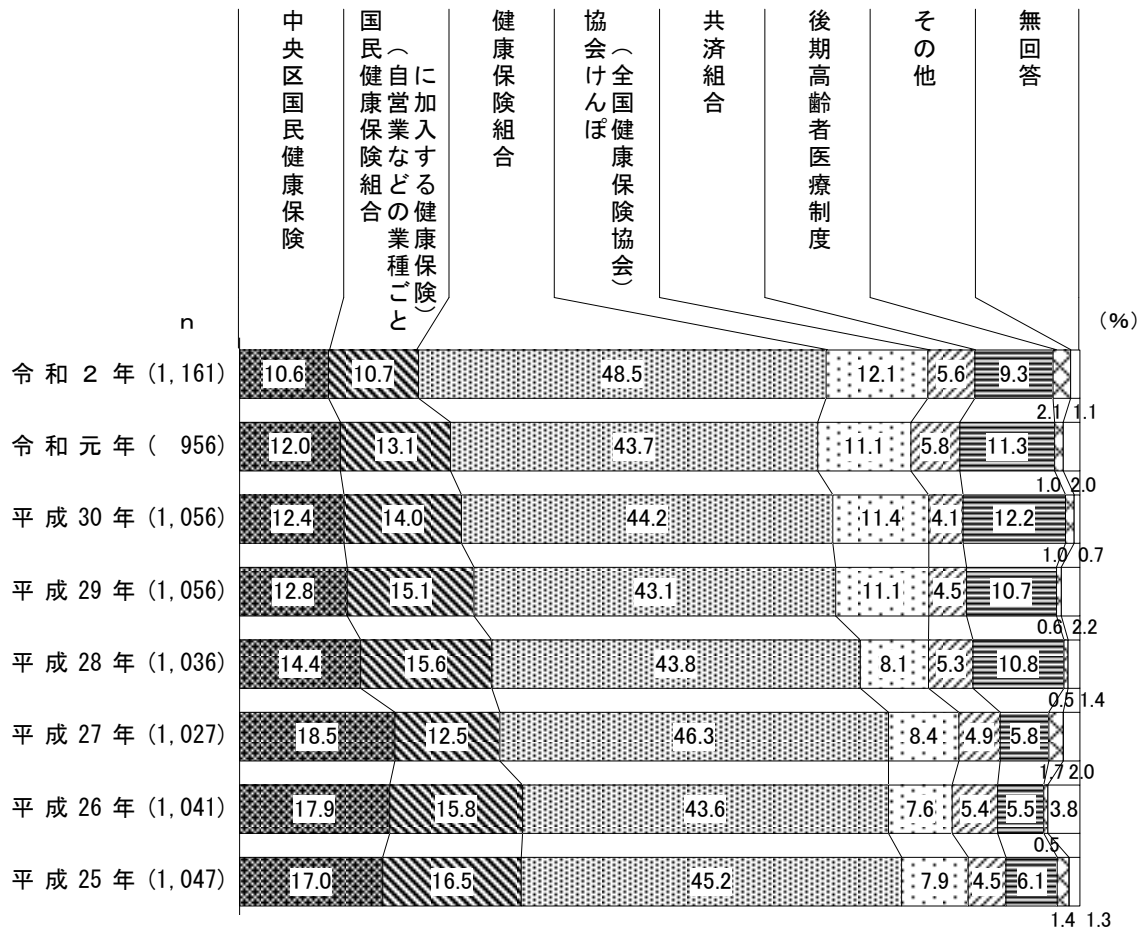 中央区国民健康保険
国民健康保険組合
（自営業などの業種ごと
に加入する健康保険）
健康保険組合
協会けんぽ
（全国健康保険協会）
共済組合
後期高齢者医療制度
その他
無回答
n
(%)
令和２年(1,161) 10.6 10.7 48.5 12.1 5.6 9.3
2.1 1.1
令和元年( 956) 12.0 13.1 43.7 11.1 5.8 11.3
1.0 2.0
平成30年(1,056) 12.4 14.0 44.2 11.4 4.1 12.2
1.0 0.7
平成29年(1,056) 12.8 15.1 43.1 11.1 4.5 10.7
0.6 2.2
平成28年(1,036) 14.4 15.6 43.8 8.1 5.3 10.8
0.5 1.4
平成27年(1,027) 18.5 12.5 46.3 8.4 4.9 5.8
1.7 2.0
平成26年(1,041) 17.9 15.8 43.6 7.6 5.4 5.5 3.8
0.5
平成25年(1,047) 17.0 16.5 45.2 7.9 4.5 6.1
1.4 1.3